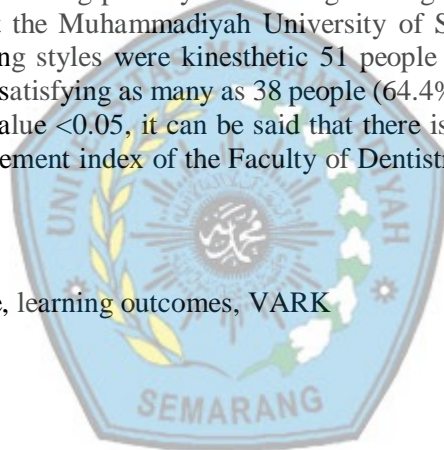 t the Muhammadiyah University of S
ng styles were kinesthetic 51 people
satisfying as many as 38 people (64.4%
alue <0.05, it can be said that there is
ement index of the Faculty of Dentistr
e, learning outcomes, VARK
UNIVERSITAS MUHAMMADIYAH
SEMARANG